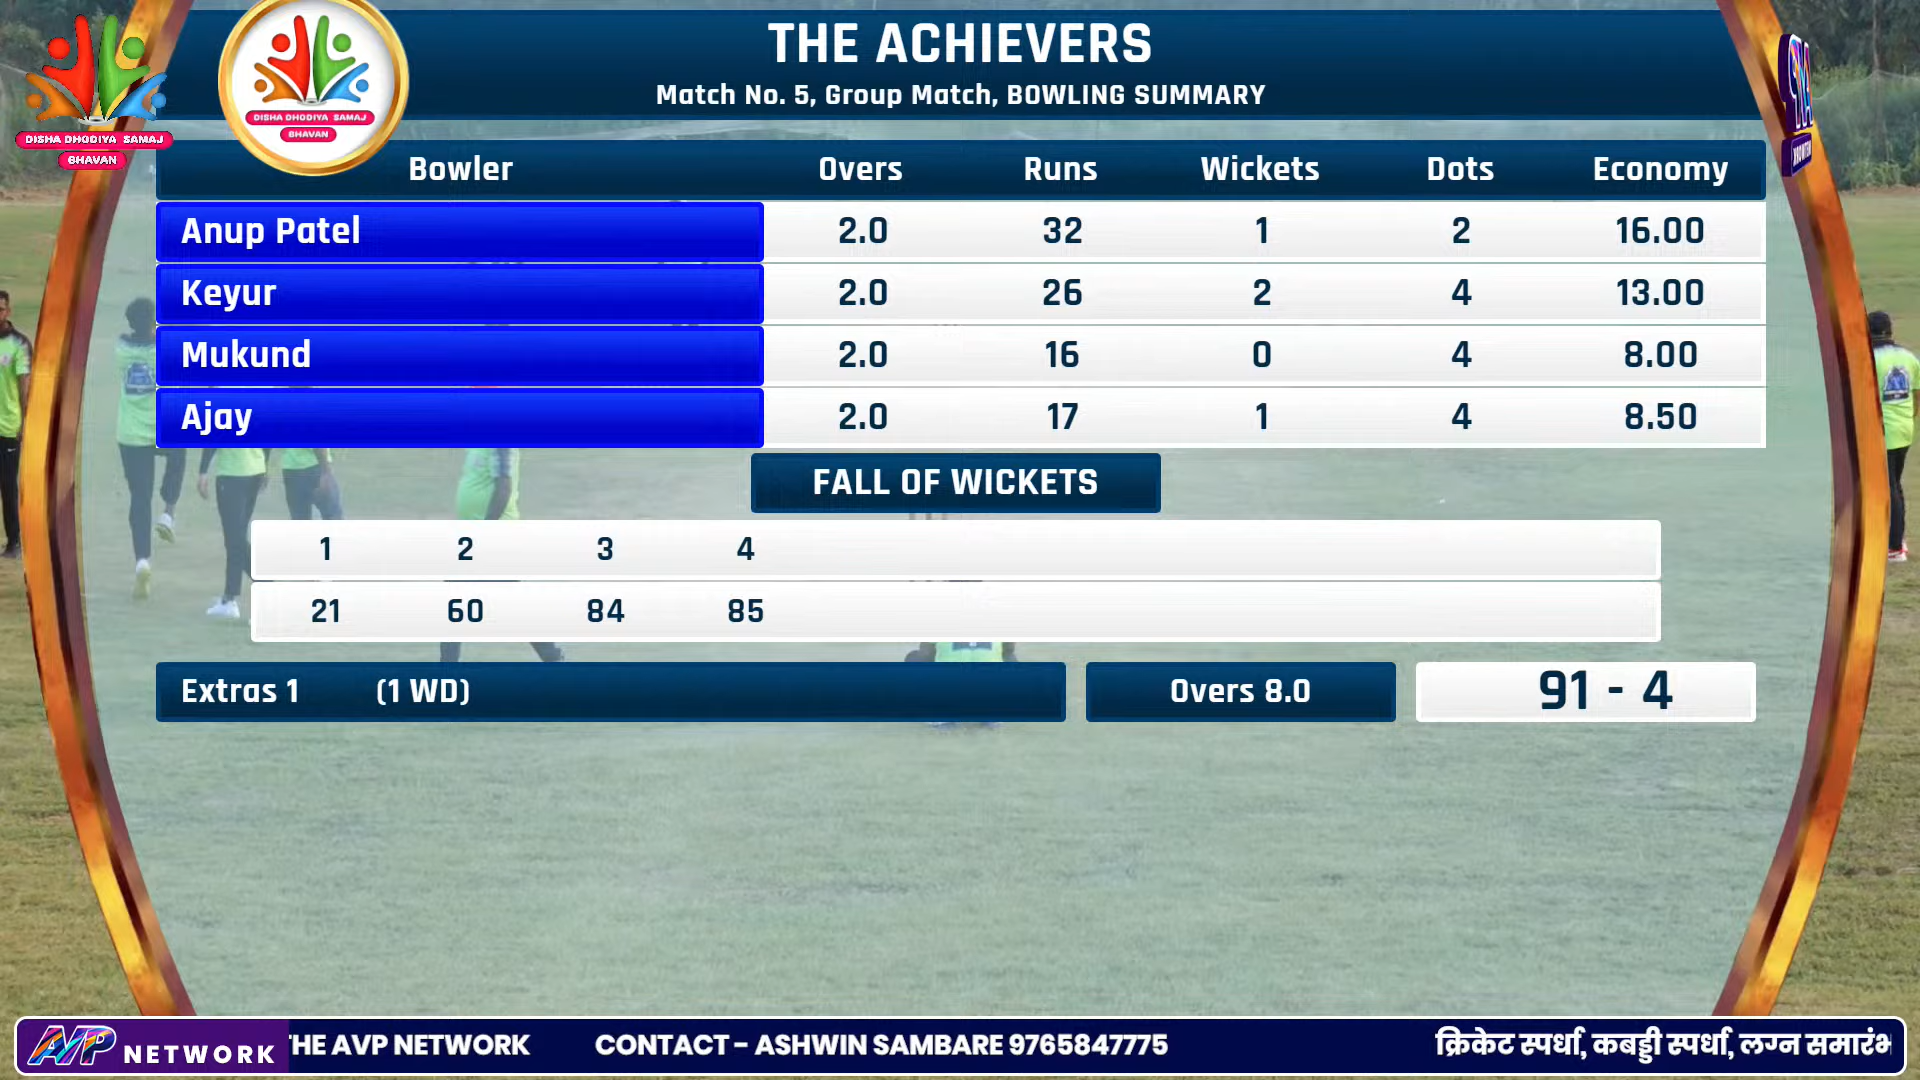 THE ACHIEVERS
Match No. 5, Group Match, BOWLING SUMMARY
DISHA DHODIYA SAMAJ
BHAVAN
DISHA DHODIYA SAMAJ
BHAVAN
Bowler Overs Runs Wickets Dots Economy
Anup Patel 2.0 32 1 2 16.00
Keyur 2.0 26 2 4 13.00
Mukund 2.0 16 0 4 8.00
Ajay 2.0 17 1 4 8.50
FALL OF WICKETS
1 2 3 4
21 60 84 85
Extras 1 (1 WD) Overs 8.0 91 - 4
AVP NETWORK THE AVP NETWORK CONTACT - ASHWIN SAMBARE 9765847775 क्रिकेट स्पर्धा, कबड्डी स्पर्धा, लग्न समारंभ